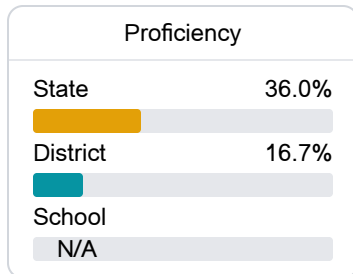 Proficiency
State 36.0%
District 16.7%
School
N/A